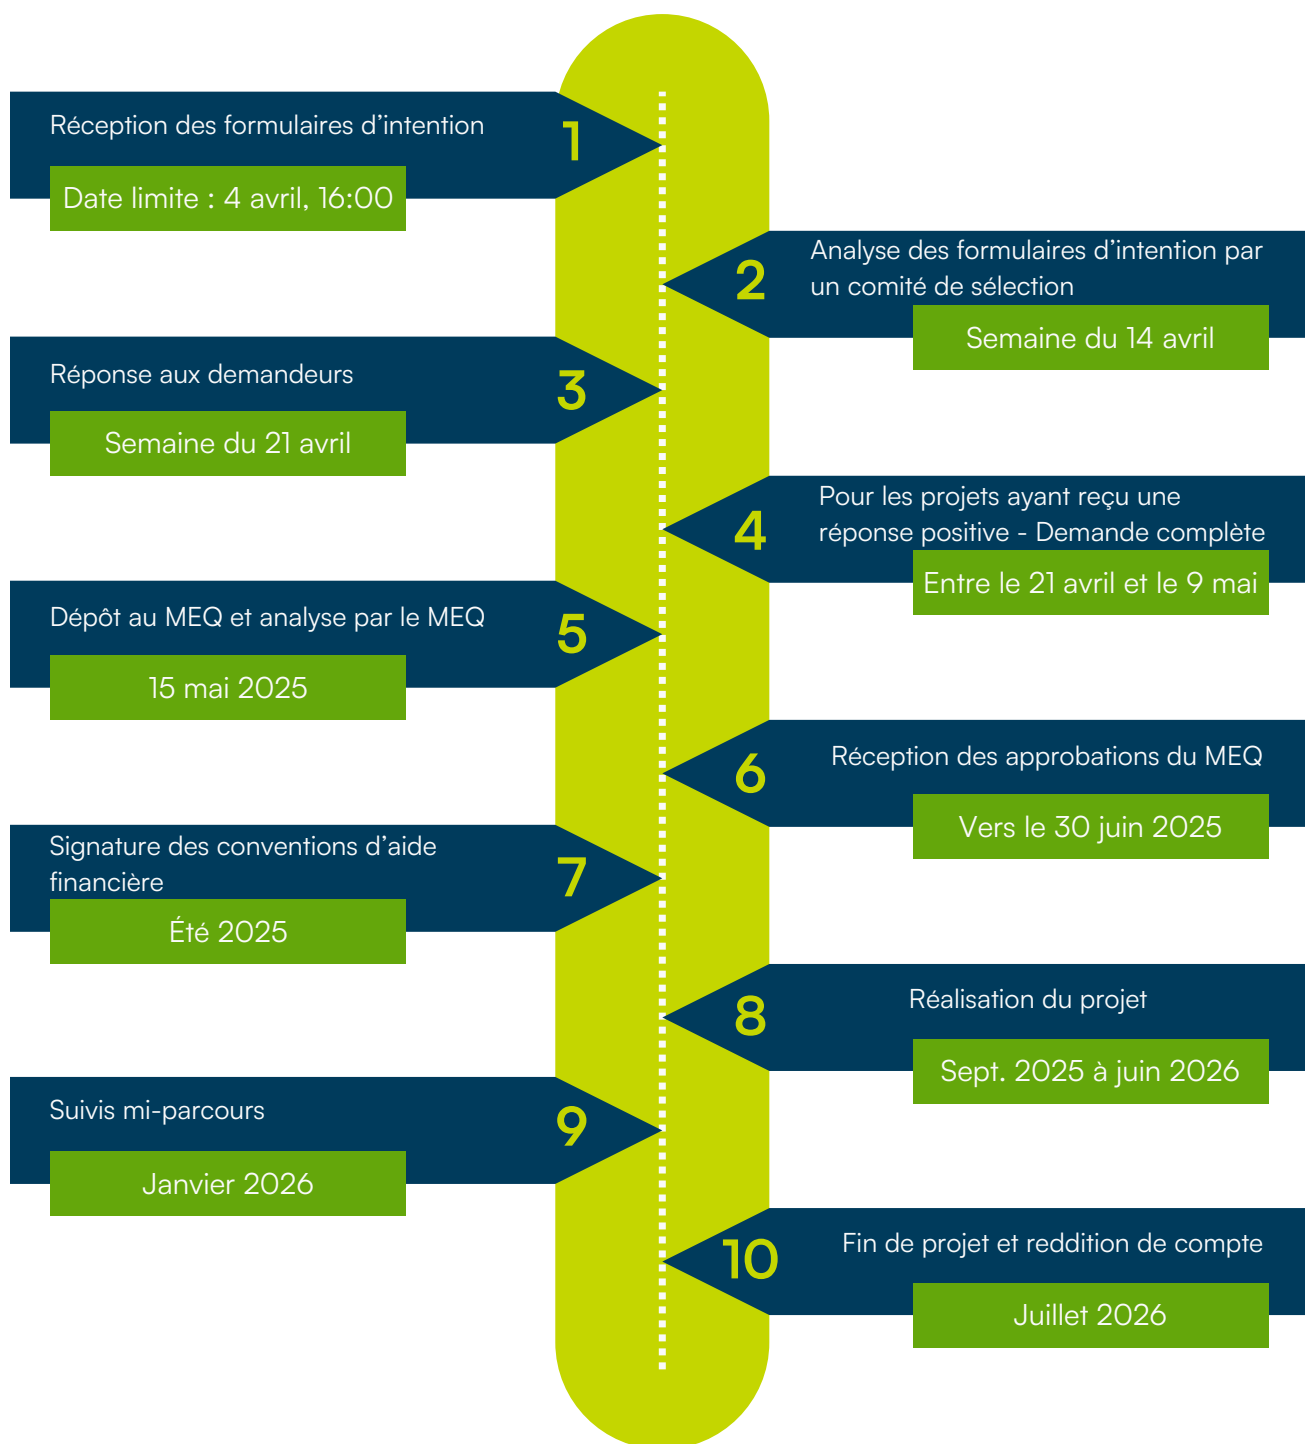 Réception des formulaires d’intention
1
Date limite : 4 avril, 16:00
Analyse des formulaires d’intention par
un comité de sélection
2
Semaine du 14 avril
Réponse aux demandeurs
3
Semaine du 21 avril
Pour les projets ayant reçu une
réponse positive - Demande complète
4
Entre le 21 avril et le 9 mai
Dépôt au MEQ et analyse par le MEQ
5
15 mai 2025
6
Réception des approbations du MEQ
Vers le 30 juin 2025
Signature des conventions d’aide
financière
7
Été 2025
8
Réalisation du projet
Sept. 2025 à juin 2026
Suivis mi-parcours
9
Janvier 2026
10
Fin de projet et reddition de compte
Juillet 2026